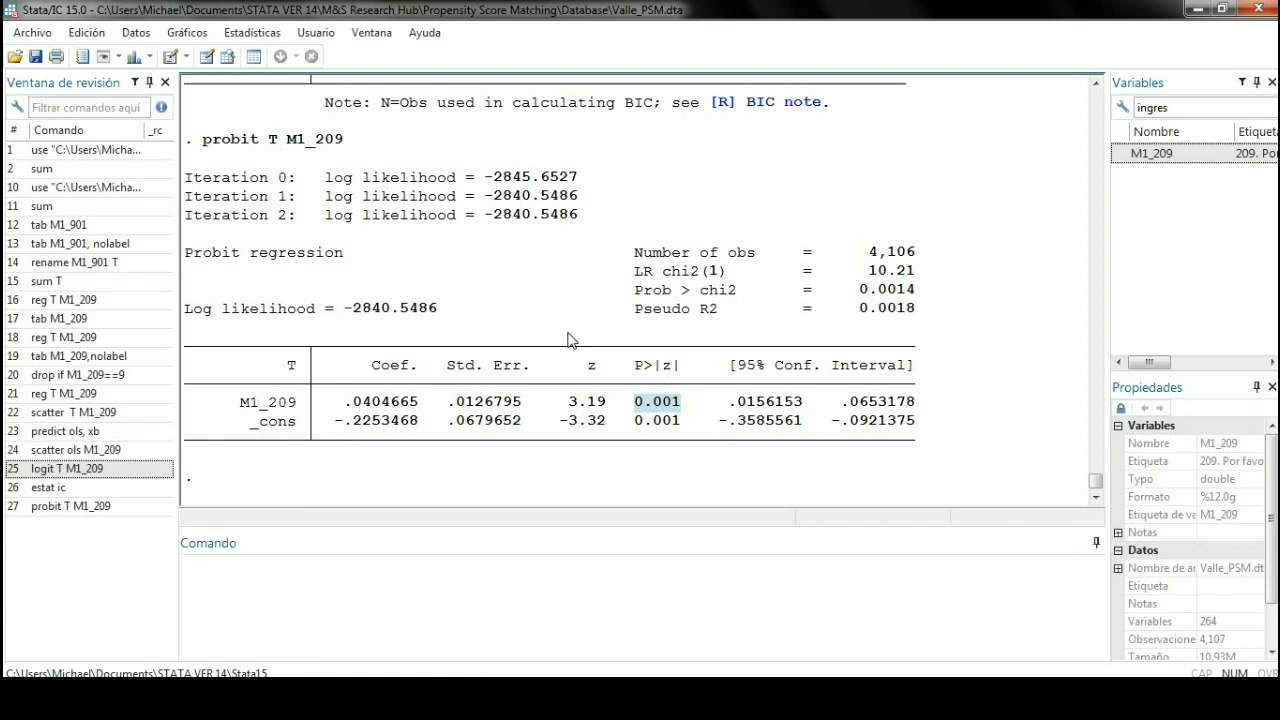 Stata/IC 15.0 - C:\Users\Michael\Documents\STATA VER 14\M&S Research Hub\Propensity Score Matching\Database\Valle_PSM.dta
Archivo Edición Datos Gráficos Estadísticas Usuario Ventana Ayuda
Ventana de revisión
Filtrar comandos aquí
# Comando _rc
1 use "C:\Users\Micha...
2 sum
10 use "C:\Users\Micha...
11 sum
12 tab M1_901
13 tab M1_901, nolabel
14 rename M1_901 T
15 sum T
16 reg T M1_209
17 tab M1_209
18 reg T M1_209
19 tab M1_209,nolabel
20 drop if M1_209==9
21 reg T M1_209
22 scatter T M1_209
23 predict ols, xb
24 scatter ols M1_209
25 logit T M1_209
26 estat ic
27 probit T M1_209
Note: N=Obs used in calculating BIC; see [R] BIC note.
. probit T M1_209
Iteration 0: log likelihood = -2845.6527
Iteration 1: log likelihood = -2840.5486
Iteration 2: log likelihood = -2840.5486
Probit regression Number of obs = 4,106
LR chi2(1) = 10.21
Prob > chi2 = 0.0014
Log likelihood = -2840.5486 Pseudo R2 = 0.0018
T Coef. Std. Err. z P>|z| [95% Conf. Interval]
M1_209 .0404665 .0126795 3.19 0.001 .0156153 .0653178
_cons -.2253468 .0679652 -3.32 0.001 -.3585561 -.0921375
.
Comando
Variables
ingres
Nombre Etiqueta
M1_209 209. Por
Propiedades
Variables
Nombre M1_209
Etiqueta 209. Por favo
Typo double
Formato %12.0g
Etiqueta de va M1_209
Notas
Datos
Nombre de ar Valle_PSM.dt
Etiqueta
Notas
Variables 264
Observacione 4,107
Tamaño 10.93M
C:\Users\Michael\Documents\STATA VER 14\Stata15
CAP NUM OVR